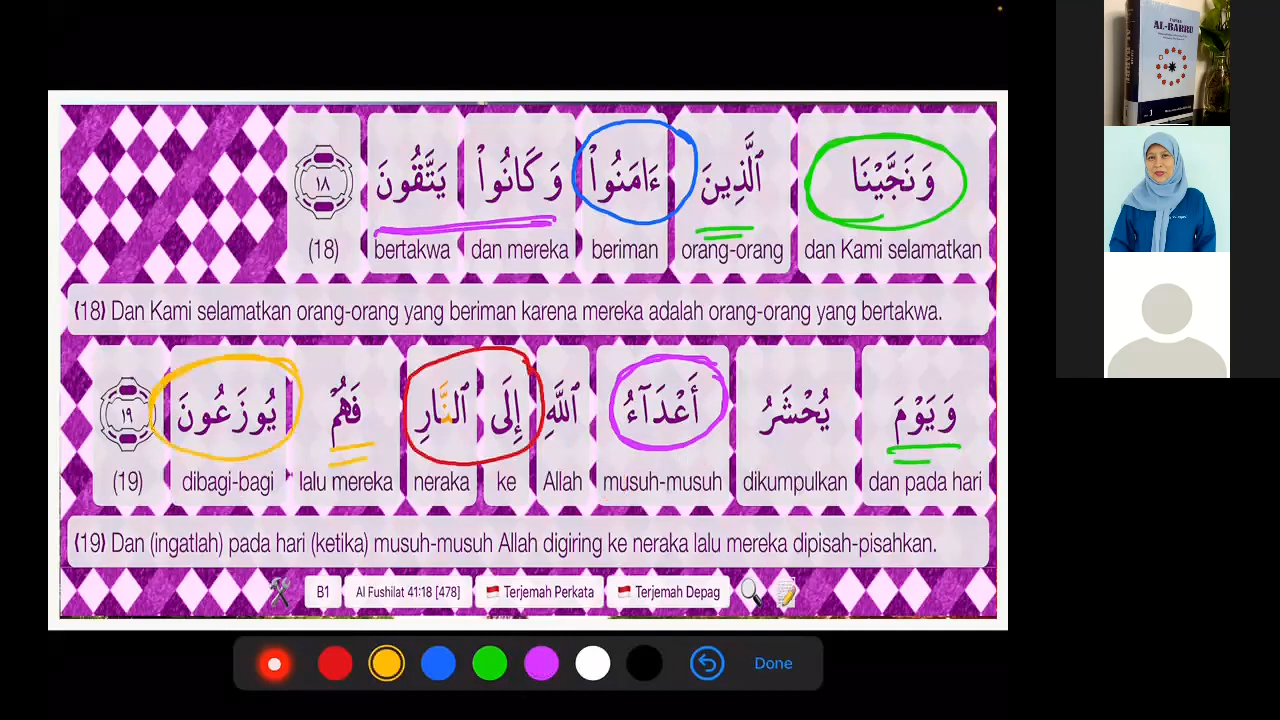 وَنَجَّيْنَا ٱلَّذِينَ ءَامَنُوا۟ وَكَانُوا۟ يَتَّقُونَ ١٨
dan Kami selamatkan orang-orang beriman dan mereka bertakwa (18)
(18) Dan Kami selamatkan orang-orang yang beriman karena mereka adalah orang-orang yang bertakwa.
وَيَوْمَ يُحْشَرُ أَعْدَآءُ ٱللَّهِ إِلَى ٱلنَّارِ فَهُمْ يُوزَعُونَ ١٩
dan pada hari dikumpulkan musuh-musuh Allah ke neraka lalu mereka dibagi-bagi (19)
(19) Dan (ingatlah) pada hari (ketika) musuh-musuh Allah digiring ke neraka lalu mereka dipisah-pisahkan.
B1 Al Fushilat 41:18 [478] Terjemah Perkata Terjemah Depag
Done
AL-BARRU